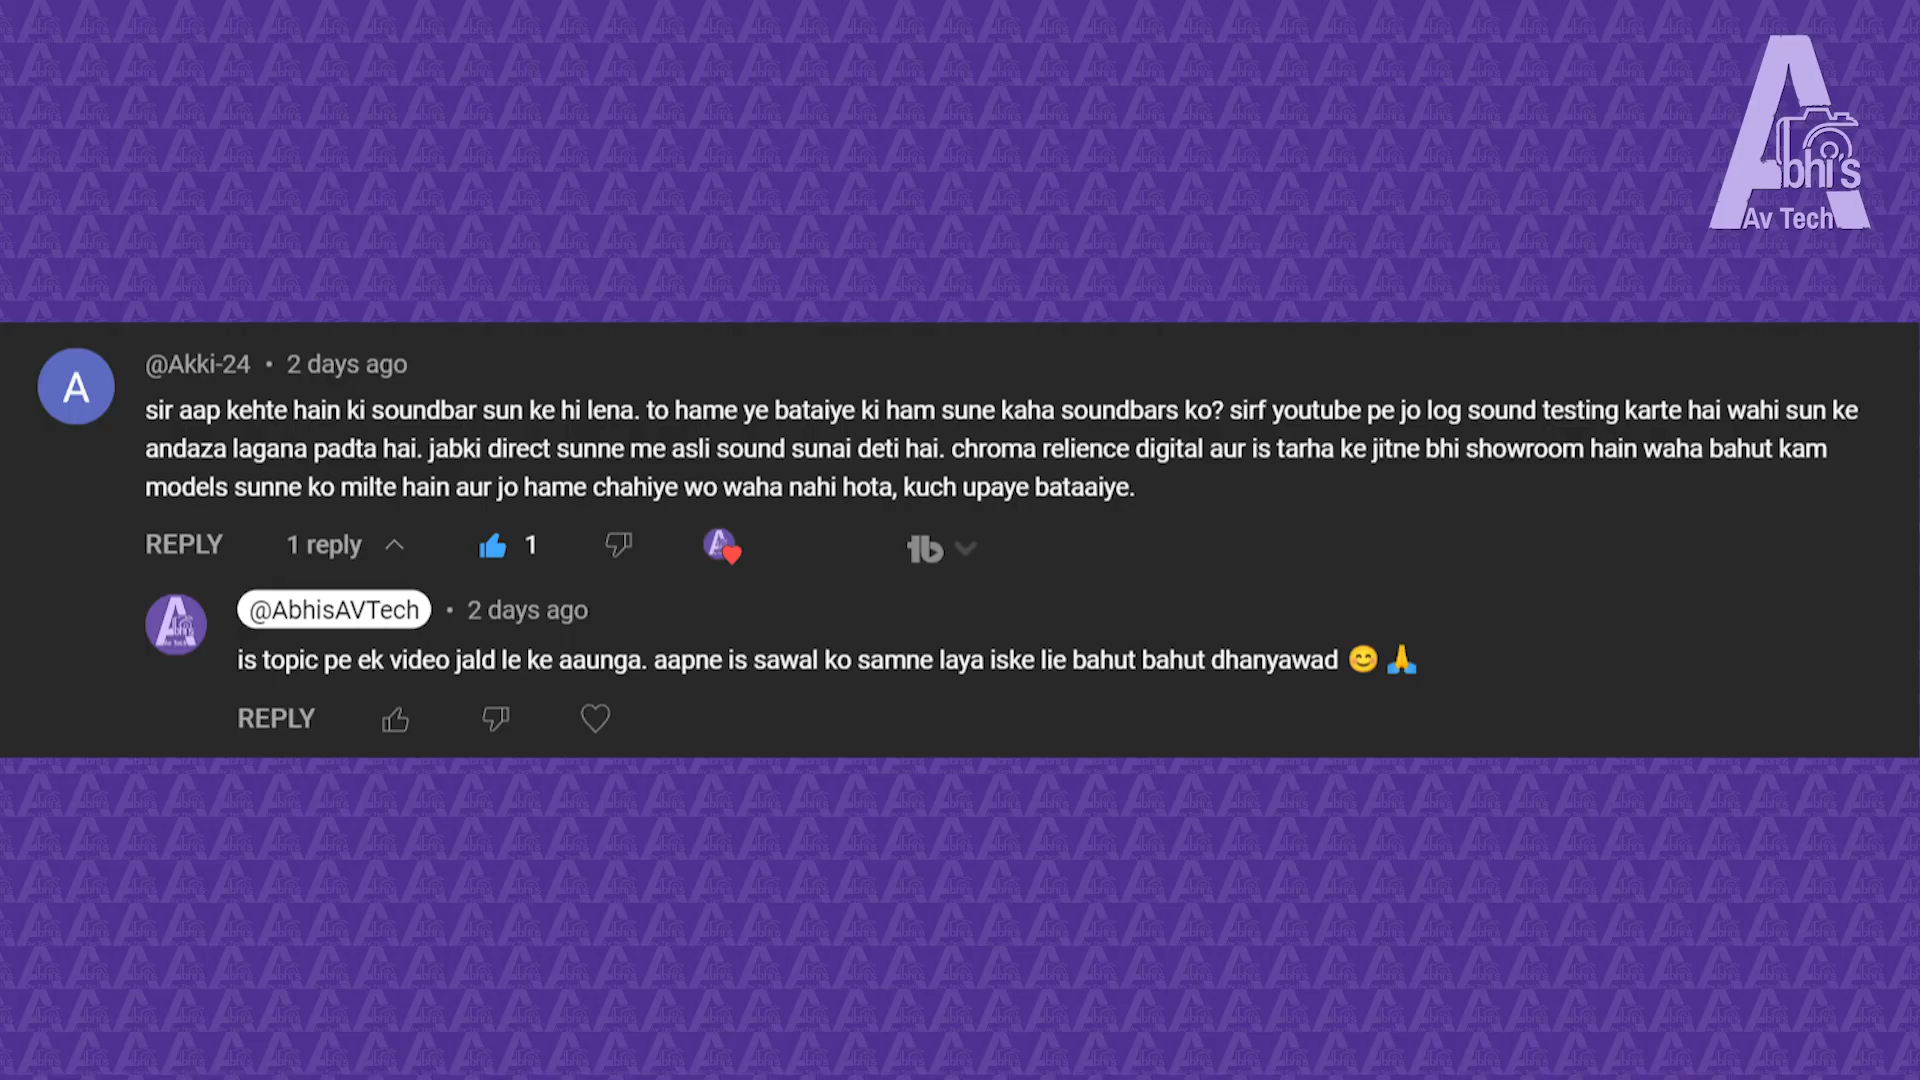 Abhi's
Av Tech
@Akki-24 • 2 days ago
A
sir aap kehte hain ki soundbar sun ke hi lena. to hame ye bataiye ki ham sune kaha soundbars ko? sirf youtube pe jo log sound testing karte hai wahi sun ke
andaza lagana padta hai. jabki direct sunne me asli sound sunai deti hai. chroma relience digital aur is tarha ke jitne bhi showroom hain waha bahut kam
models sunne ko milte hain aur jo hame chahiye wo waha nahi hota, kuch upaye bataaiye.
REPLY 1 reply 1
@AbhisAVTech • 2 days ago
is topic pe ek video jald le ke aaunga. aapne is sawal ko samne laya iske lie bahut bahut dhanyawad 😊 🙏
REPLY